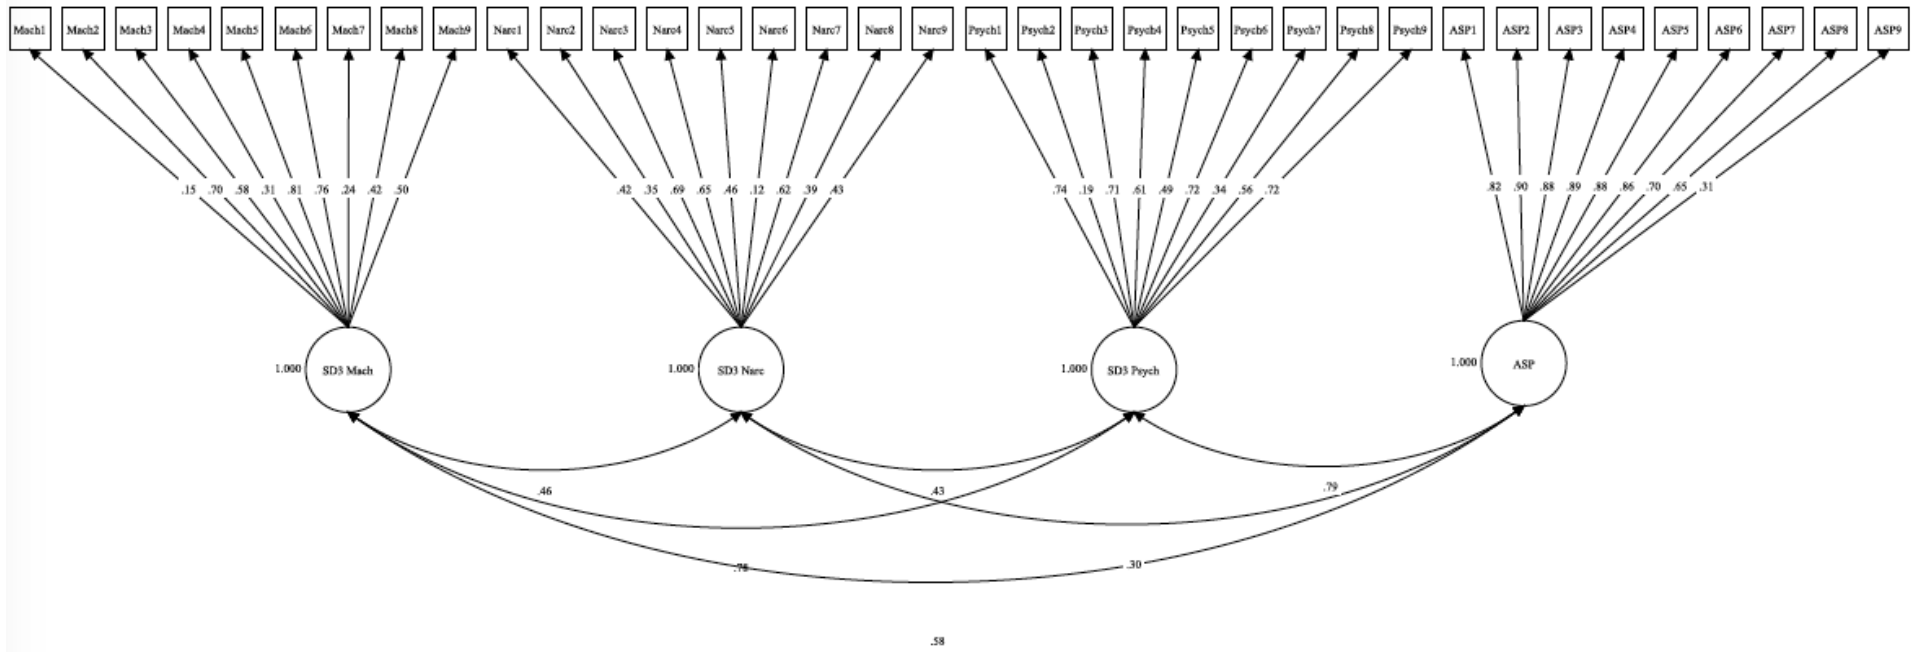 Mach1 Mach2 Mach3 Mach4 Mach5 Mach6 Mach7 Mach8 Mach9 Narc1 Narc2 Narc3 Narc4 Narc5 Narc6 Narc7 Narc8 Narc9 Psych1 Psych2 Psych3 Psych4 Psych5 Psych6 Psych7 Psych8 Psych9 ASP1 ASP2 ASP3 ASP4 ASP5 ASP6 ASP7 ASP8 ASP9
.15 .70 .58 .31 .81 .76 .24 .42 .50 .42 .35 .69 .65 .46 .12 .62 .39 .43 .74 .19 .71 .61 .49 .72 .34 .56 .72 .82 .90 .88 .89 .88 .86 .70 .65 .31
1.000 SD3 Mach 1.000 SD3 Narc 1.000 SD3 Psych 1.000 ASP
.46 .43 .79
.30
.58